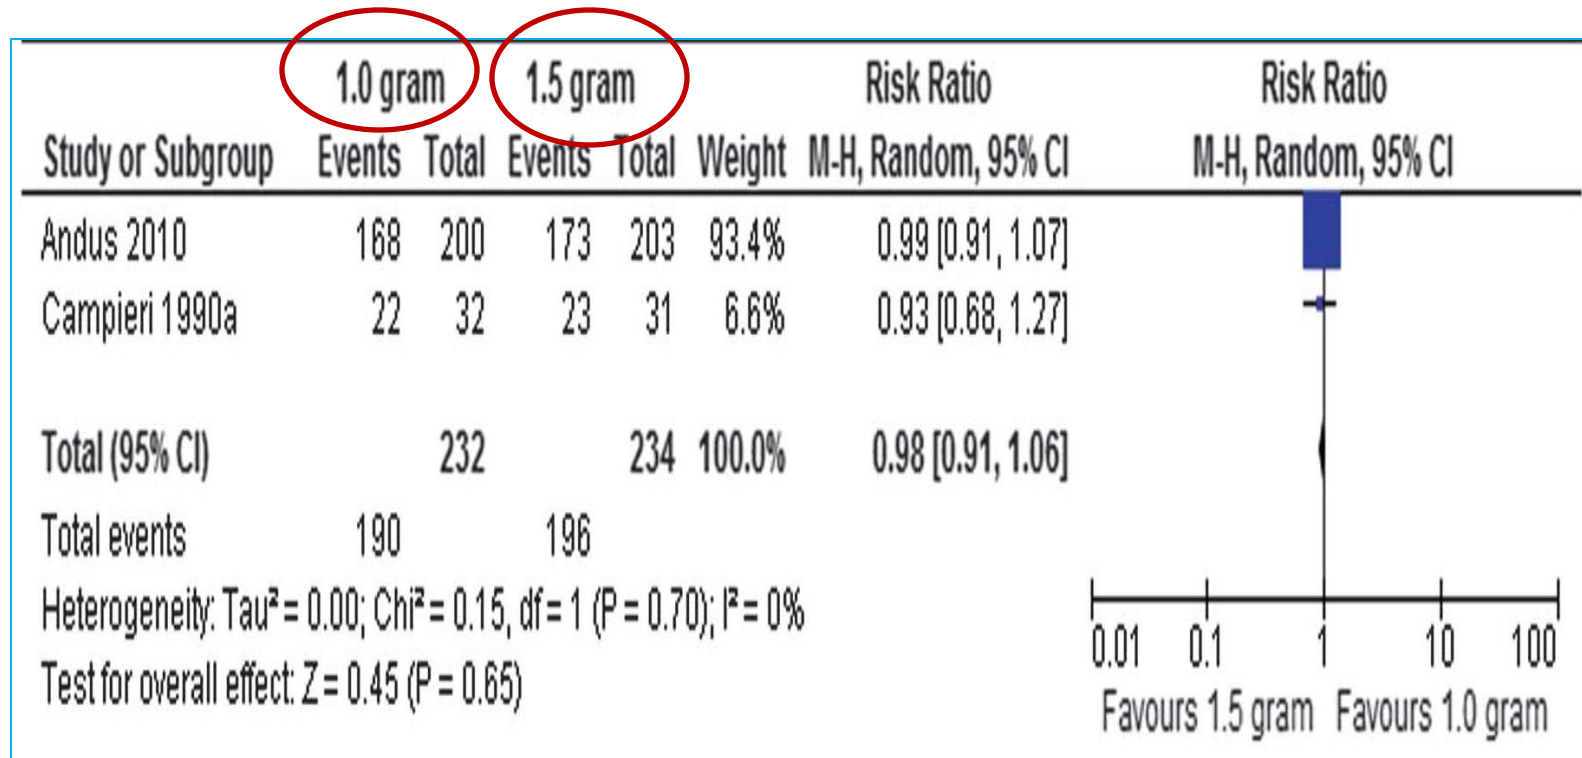 1.0 gram 1.5 gram Risk Ratio Risk Ratio
Study or Subgroup Events Total Events Total Weight M-H, Random, 95% CI M-H, Random, 95% CI
Andus 2010 168 200 173 203 93.4% 0.99 [0.91, 1.07]
Campieri 1990a 22 32 23 31 6.6% 0.93 [0.68, 1.27]
Total (95% CI) 232 234 100.0% 0.98 [0.91, 1.06]
Total events 190 196
Heterogeneity: Tau² = 0.00; Chi² = 0.15, df = 1 (P = 0.70); I² = 0%
Test for overall effect: Z = 0.45 (P = 0.65)
0.01 0.1 1 10 100
Favours 1.5 gram Favours 1.0 gram